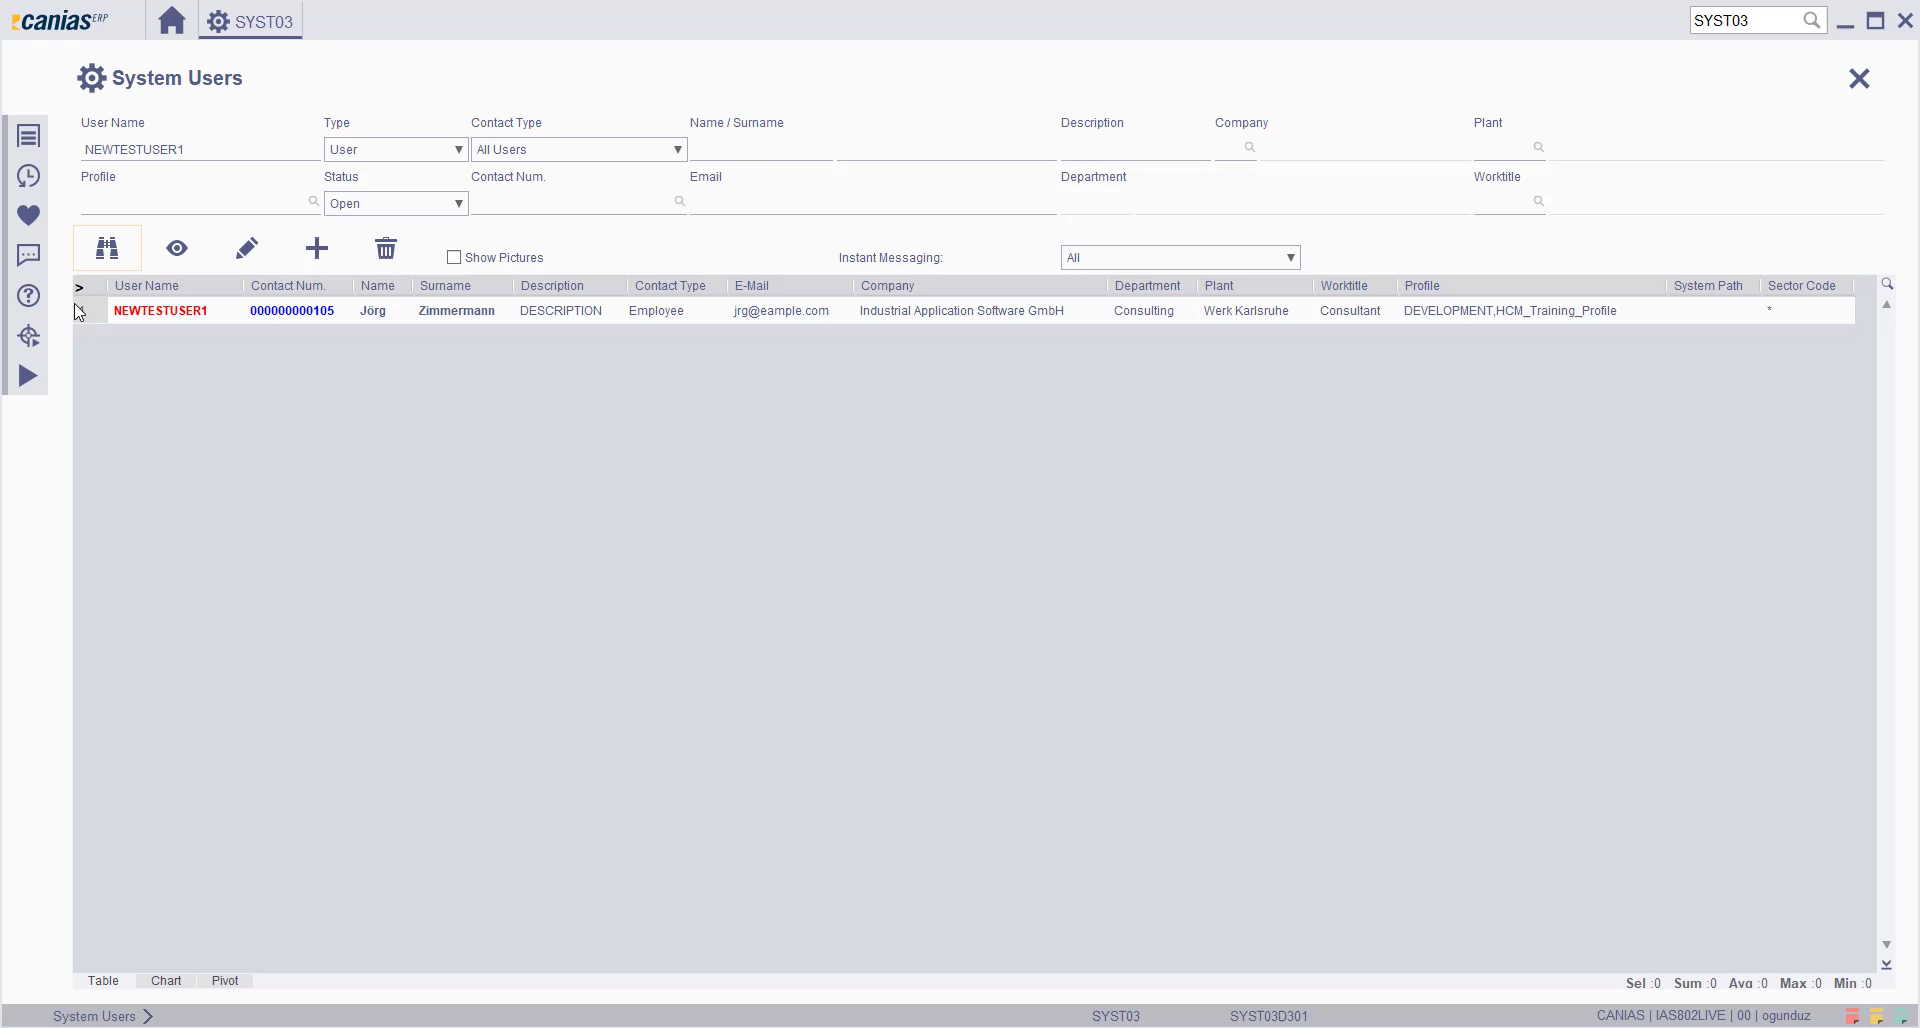 canias ERP SYST03 SYST03
System Users
User Name Type Contact Type Name / Surname Description Company Plant
NEWTESTUSER1 User All Users
Profile Status Contact Num. Email Department Worktitle
Open
Show Pictures Instant Messaging: All
> User Name Contact Num. Name Surname Description Contact Type E-Mail Company Department Plant Worktitle Profile System Path Sector Code
NEWTESTUSER1 000000000105 Jörg Zimmermann DESCRIPTION Employee jrg@eample.com Industrial Application Software GmbH Consulting Werk Karlsruhe Consultant DEVELOPMENT,HCM_Training_Profile *
Table Chart Pivot Sel :0 Sum :0 Avg :0 Max :0 Min :0
System Users SYST03 SYST03D301 CANIAS | IAS802LIVE | 00 | ogunduz